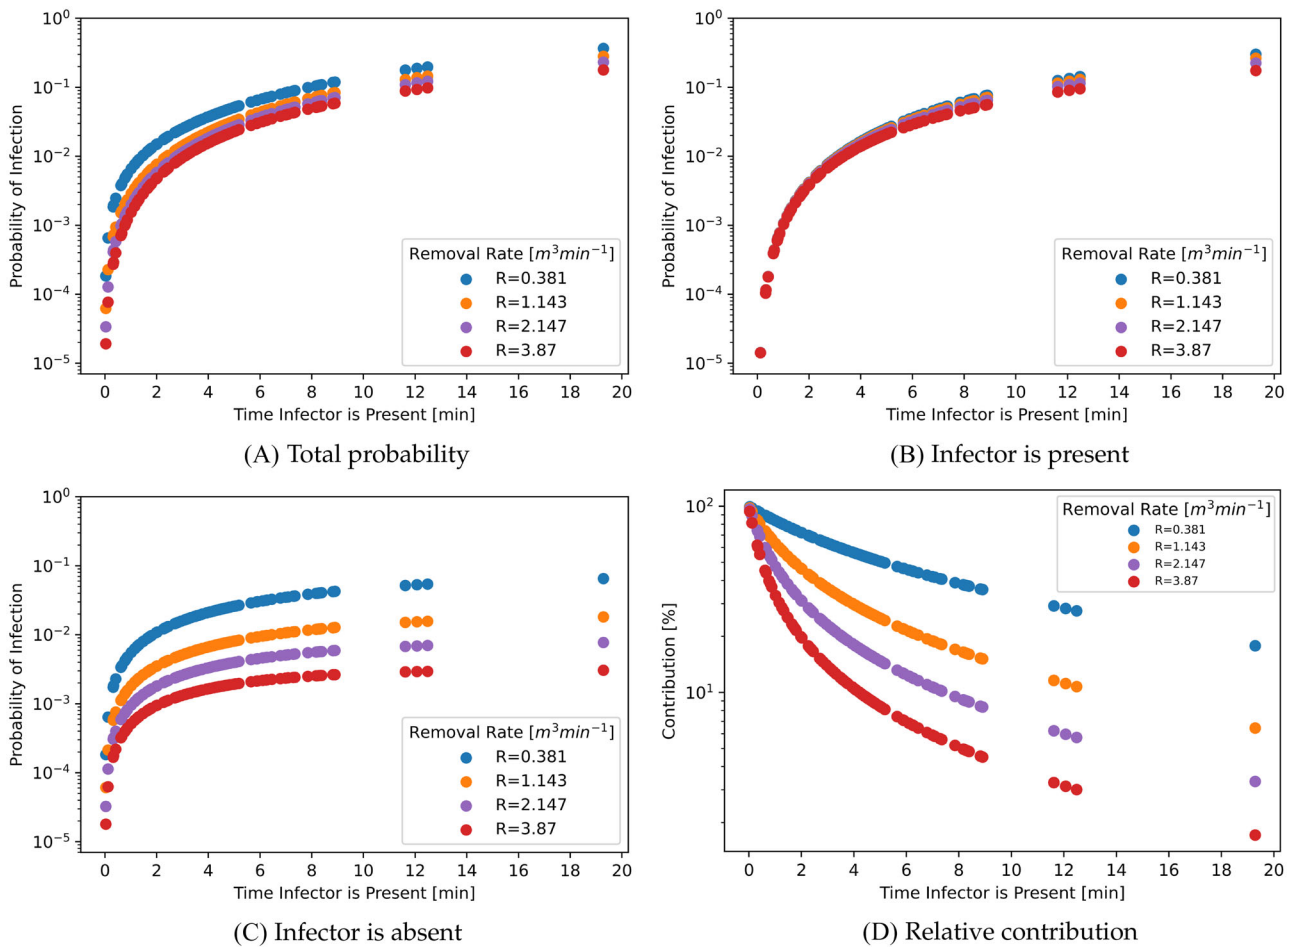 10^0
10^-1
10^-2
10^-3
10^-4
10^-5
Probability of Infection
Removal Rate [m^3min^-1]
R=0.381
R=1.143
R=2.147
R=3.87
0 2 4 6 8 10 12 14 16 18 20
Time Infector is Present [min]
(A) Total probability
10^0
10^-1
10^-2
10^-3
10^-4
10^-5
Probability of Infection
Removal Rate [m^3min^-1]
R=0.381
R=1.143
R=2.147
R=3.87
0 2 4 6 8 10 12 14 16 18 20
Time Infector is Present [min]
(B) Infector is present
10^0
10^-1
10^-2
10^-3
10^-4
10^-5
Probability of Infection
Removal Rate [m^3min^-1]
R=0.381
R=1.143
R=2.147
R=3.87
0 2 4 6 8 10 12 14 16 18 20
Time Infector is Present [min]
(C) Infector is absent
10^2
10^1
Contribution [%]
Removal Rate [m^3min^-1]
R=0.381
R=1.143
R=2.147
R=3.87
0 2 4 6 8 10 12 14 16 18 20
Time Infector is Present [min]
(D) Relative contribution